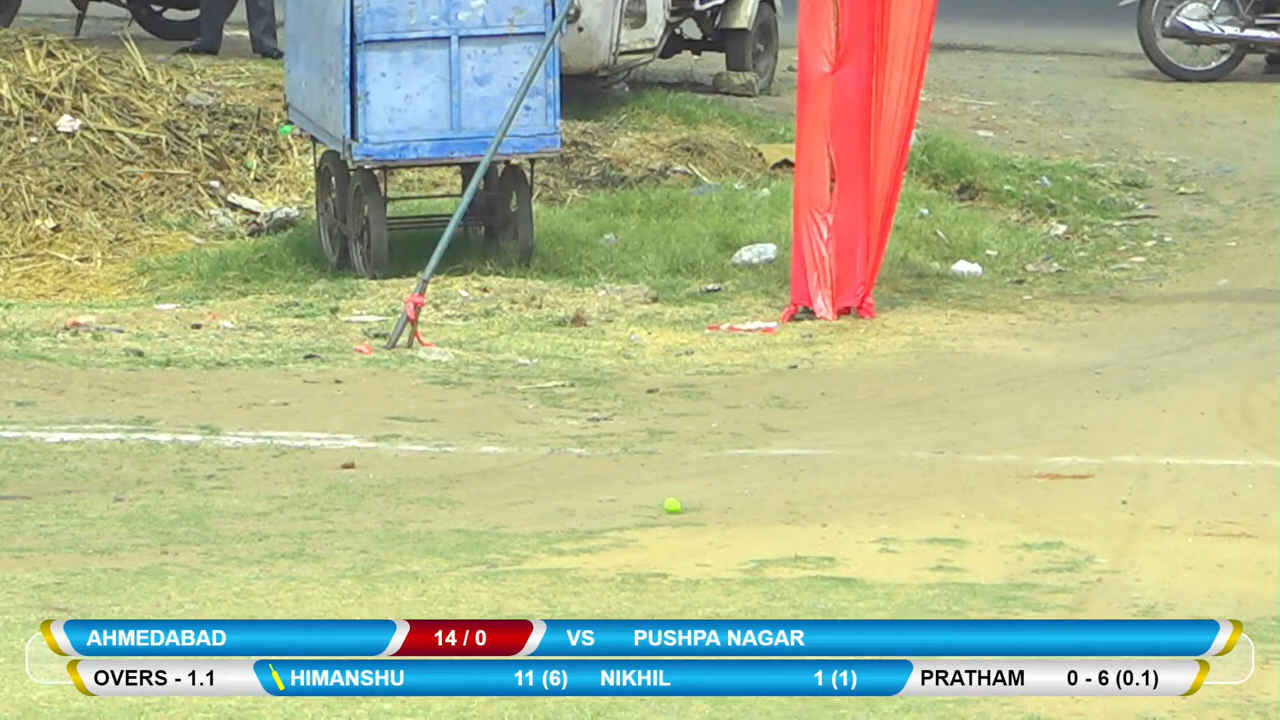 AHMEDABAD 14 / 0 VS PUSHPA NAGAR
OVERS - 1.1 HIMANSHU 11 (6) NIKHIL 1 (1) PRATHAM 0 - 6 (0.1)